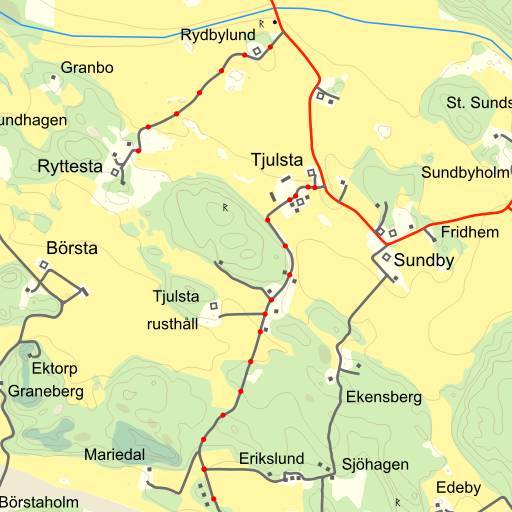 Rydbylund
R
Granbo
St. Sunds
ndhagen
Tjulsta
Ryttesta
Sundbyholm
R
Fridhem
Börsta
Sundby
Tjulsta
rusthåll
Ektorp
Graneberg
Ekensberg
Mariedal
Erikslund
Sjöhagen
Edeby
Börstaholm
R